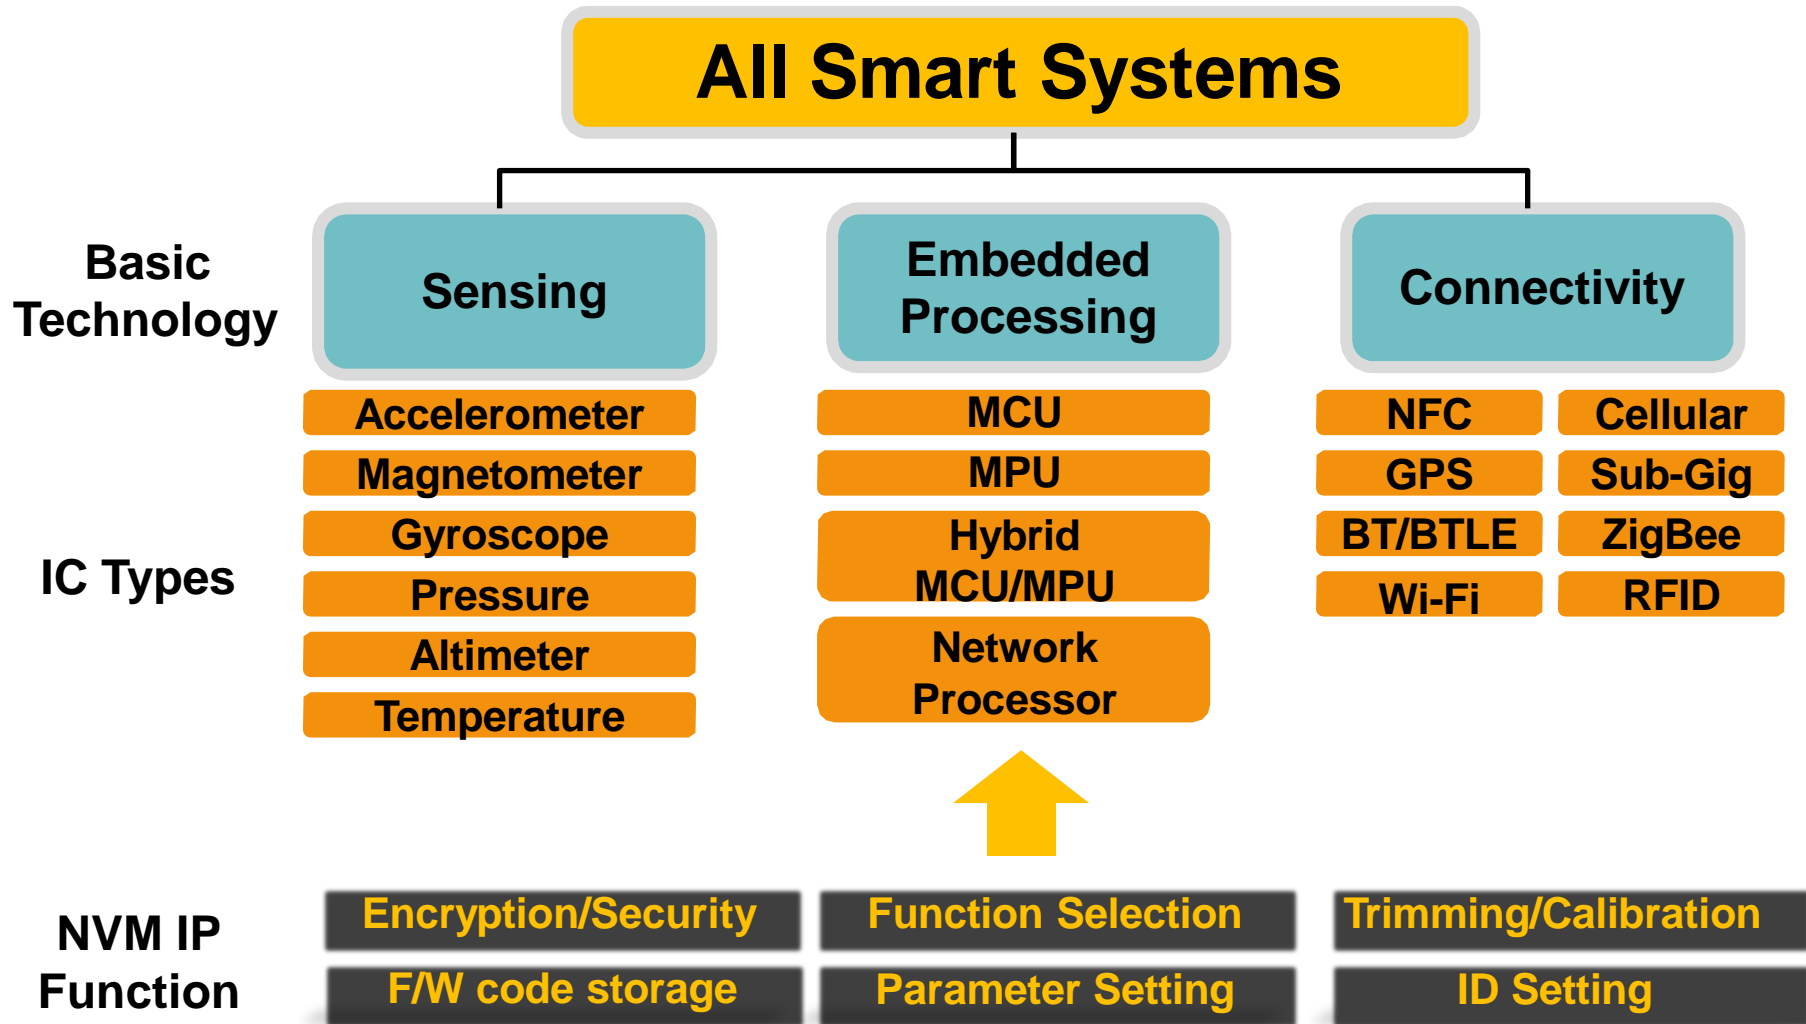 All Smart Systems
Basic
Technology
Sensing
Embedded
Processing
Connectivity
IC Types
Accelerometer
Magnetometer
Gyroscope
Pressure
Altimeter
Temperature
MCU
MPU
Hybrid
MCU/MPU
Network
Processor
NFC
Cellular
GPS
Sub-Gig
BT/BTLE
ZigBee
Wi-Fi
RFID
NVM IP
Function
Encryption/Security
Function Selection
Trimming/Calibration
F/W code storage
Parameter Setting
ID Setting